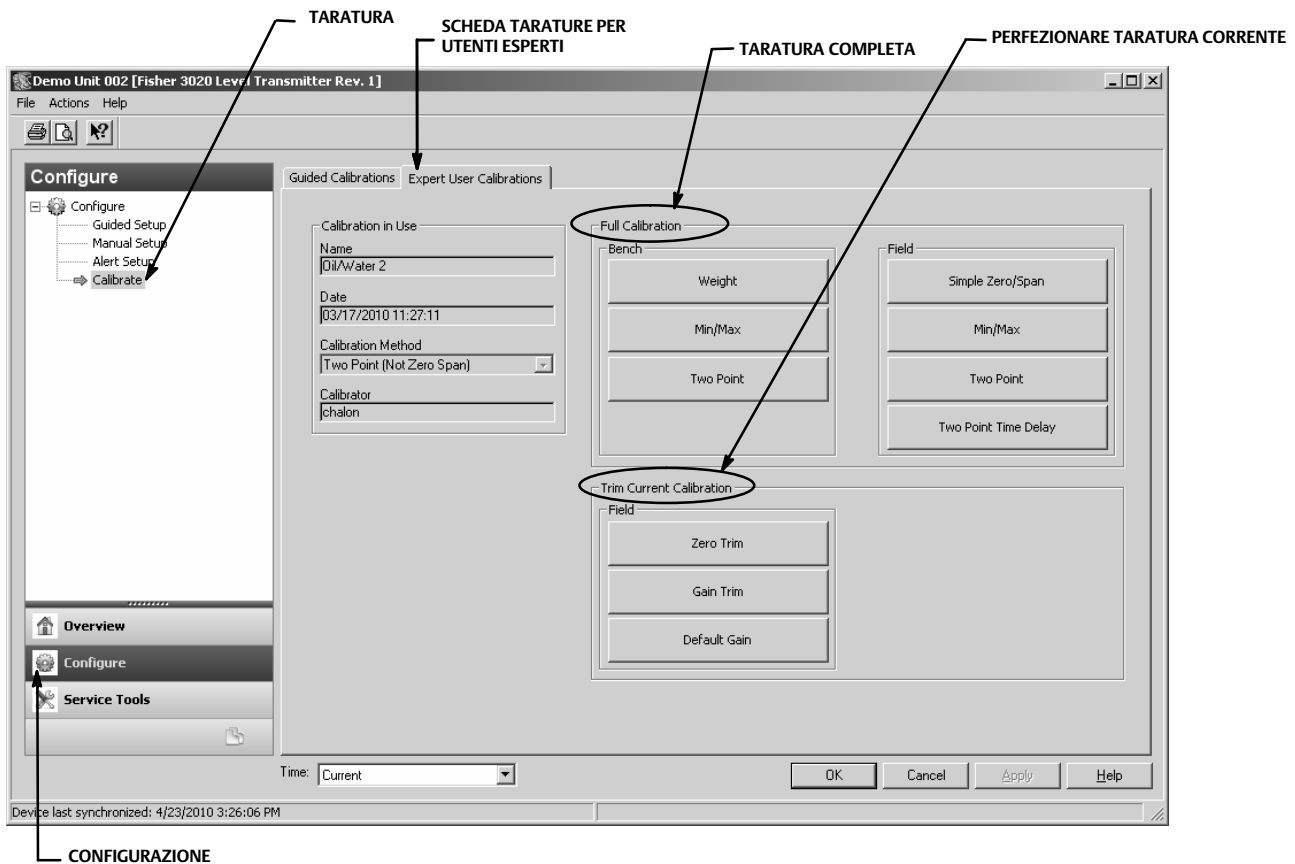 TARATURA
SCHEDA TARATURE PER
UTENTI ESPERTI
TARATURA COMPLETA
PERFEZIONARE TARATURA CORRENTE
Demo Unit 002 [Fisher 3020 Level Transmitter Rev. 1]
File Actions Help
Configure
Configure
Guided Setup
Manual Setup
Alert Setup
Calibrate
Overview
Configure
Service Tools
Guided Calibrations
Expert User Calibrations
Calibration in Use
Name
Oil/Water 2
Date
03/17/2010 11:27:11
Calibration Method
Two Point (Not Zero Span)
Calibrator
chalon
Full Calibration
Bench
Weight
Min/Max
Two Point
Field
Simple Zero/Span
Min/Max
Two Point
Two Point Time Delay
Trim Current Calibration
Field
Zero Trim
Gain Trim
Default Gain
Time: Current
OK
Cancel
Apply
Help
Device last synchronized: 4/23/2010 3:26:06 PM
CONFIGURAZIONE